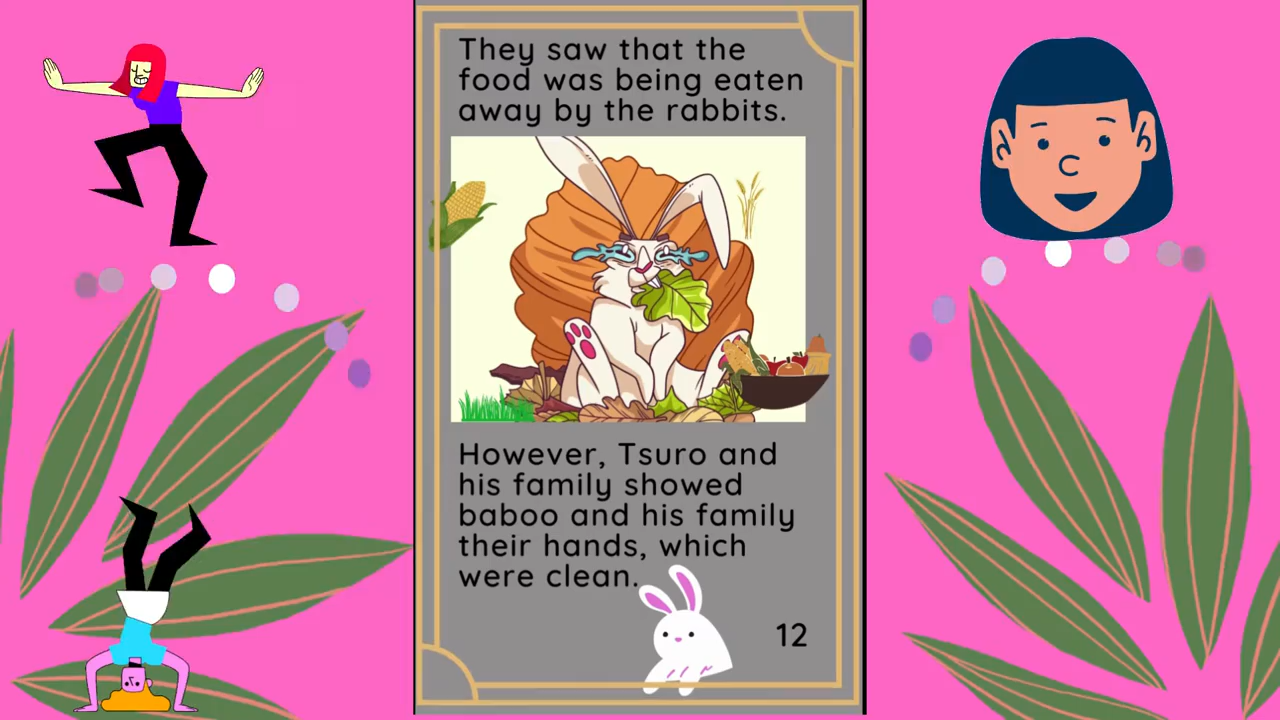 They saw that the
food was being eaten
away by the rabbits.
However, Tsuro and
his family showed
baboo and his family
their hands, which
were clean.
12